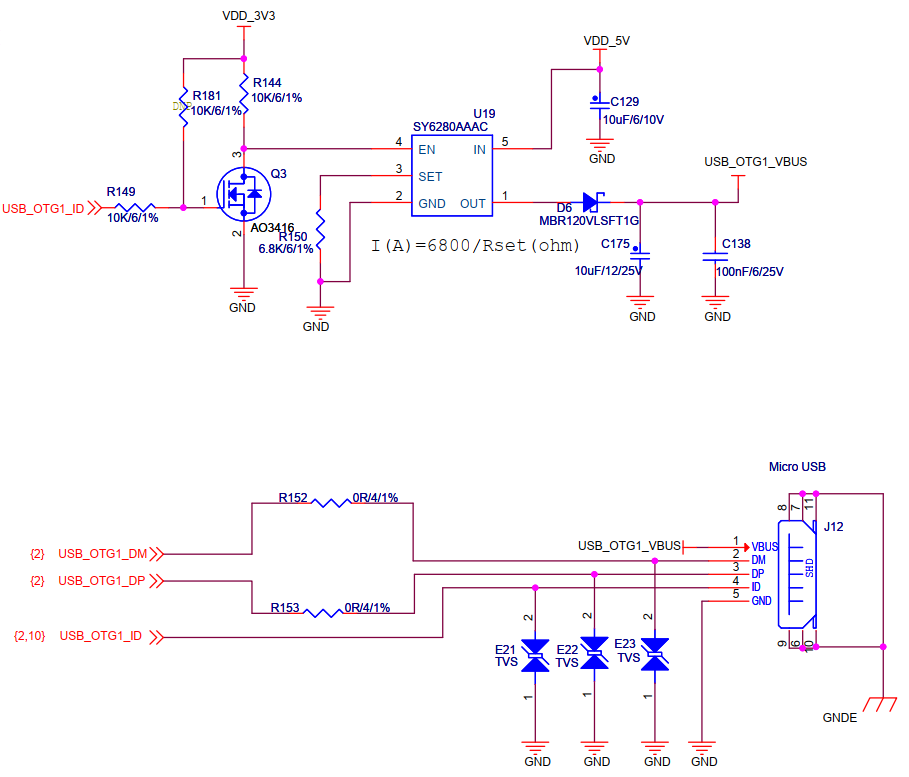 VDD_3V3
VDD_5V
R181
10K/6/1%
R144
10K/6/1%
U19
SY6280AAAC
C129
10uF/6/10V
GND
4
EN
IN
5
3
SET
2
GND
OUT
1
USB_OTG1_VBUS
3
Q3
R149
USB_OTG1_ID
10K/6/1%
1
AO3416
2
R150
6.8K/6/1%
D6
MBR120VLSFT1G
I(A)=6800/Rset(ohm)
C175
10uF/12/25V
C138
100nF/6/25V
GND
GND
GND
GND
Micro USB
R152
0R/4/1%
8
7
11
J12
{2}
USB_OTG1_DM
USB_OTG1_VBUS
1
VBUS
2
DM
{2}
USB_OTG1_DP
3
DP
4
ID
5
GND
SHD
R153
0R/4/1%
{2,10}
USB_OTG1_ID
2
2
2
9
6
10
E21
TVS
E22
TVS
E23
TVS
1
1
1
GNDE
GND
GND
GND
GND